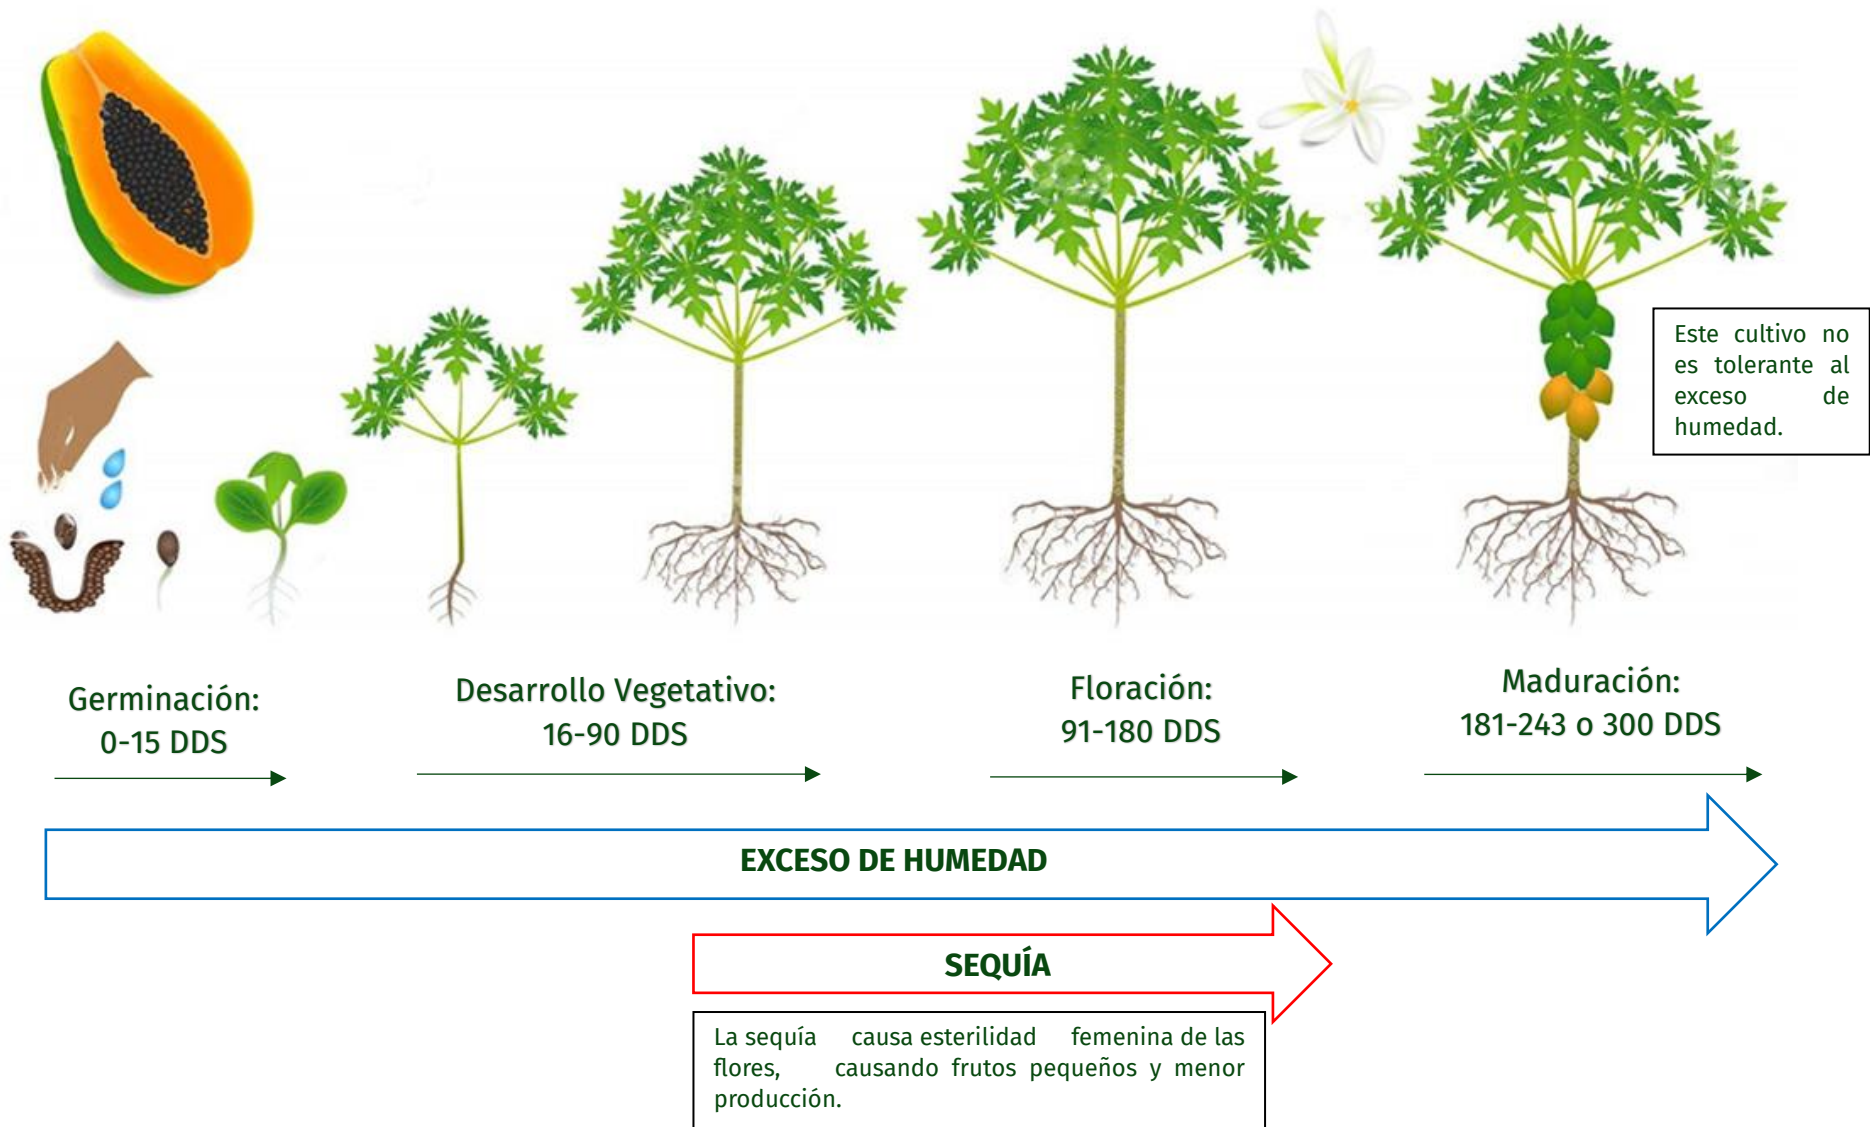 Este cultivo no
es tolerante al
exceso de
humedad.
Germinación:
0-15 DDS
Desarrollo Vegetativo:
16-90 DDS
Floración:
91-180 DDS
Maduración:
181-243 o 300 DDS
EXCESO DE HUMEDAD
SEQUÍA
La sequía causa esterilidad femenina de las
flores, causando frutos pequeños y menor
producción.